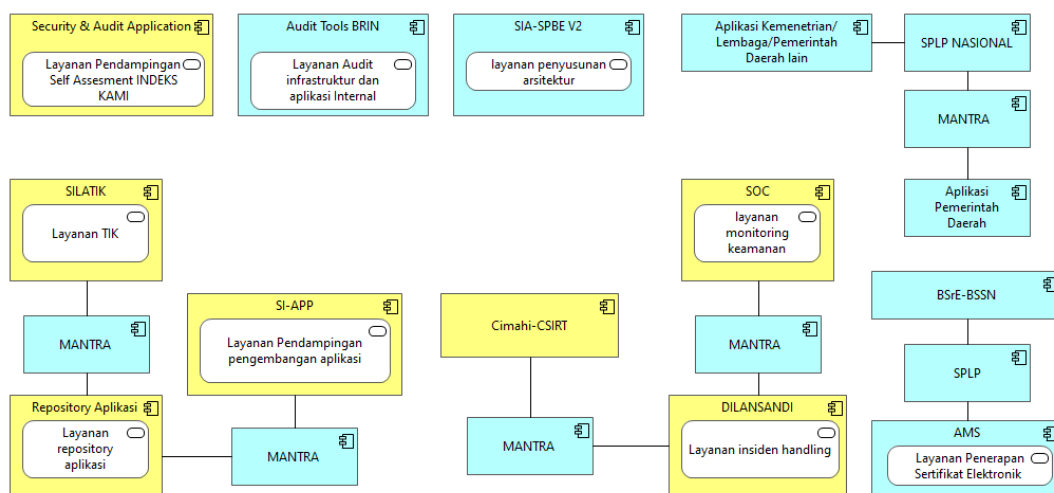 Security & Audit Application
Layanan Pendampingan
Self Assesment INDEKS
KAMI
Audit Tools BRIN
Layanan Audit
infrastruktur dan
aplikasi Internal
SIA-SPBE V2
layanan penyusunan
arsitektur
Aplikasi Kemenetrian/
Lembaga/Pemerintah
Daerah lain
SPLP NASIONAL
MANTRA
Aplikasi
Pemerintah
Daerah
SILATIK
Layanan TIK
MANTRA
Repository Aplikasi
Layanan
repository
aplikasi
SI-APP
Layanan Pendampingan
pengembangan aplikasi
MANTRA
Cimahi-CSIRT
MANTRA
SOC
layanan
monitoring
keamanan
MANTRA
DILANSANDI
Layanan insiden handling
BSrE-BSSN
SPLP
AMS
Layanan Penerapan
Sertifikat Elektronik